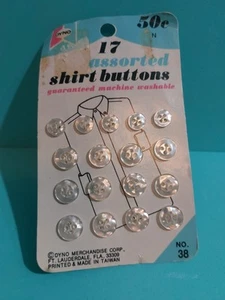 50¢
17
assorted
shirt buttons
guaranteed machine washable
© DYNO MERCHANDISE CORP.
FT. LAUDERDALE, FLA. 33309
PRINTED & MADE IN TAIWAN
NO.
38